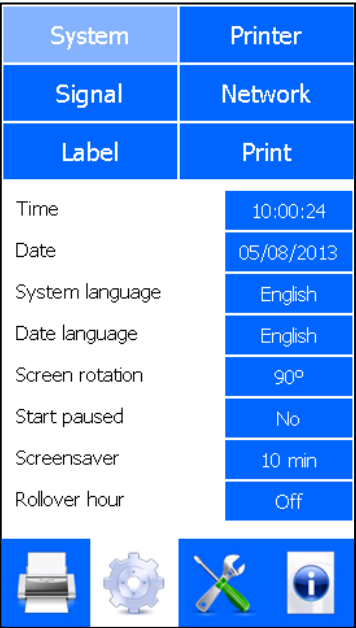 System Printer
Signal Network
Label Print
Time 10:00:24
Date 05/08/2013
System language English
Date language English
Screen rotation 90º
Start paused No
Screensaver 10 min
Rollover hour Off
i